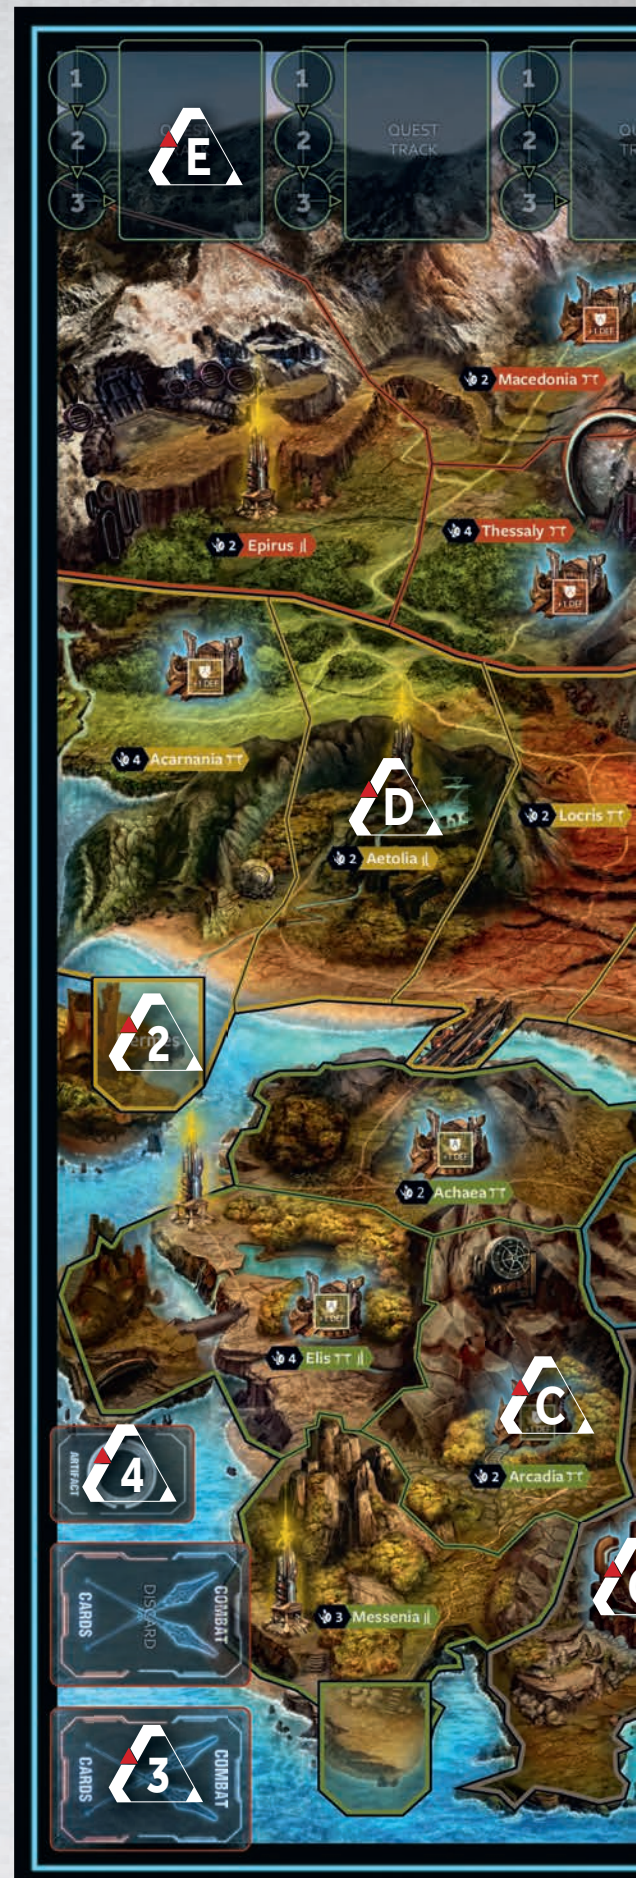 1
2
3
E
1
2
3
QUEST
TRACK
1
2
3
+1 DEF
2 Macedonia
2 Epirus
4 Thessaly
+1 DEF
+1 DEF
4 Acarnania
D
2 Locris
2 Aetolia
2
+1 DEF
2 Achaea
+1 DEF
4 Elis
C
2 Arcadia
4
ARTIFACT
CARDS
DISCARD
COMBAT
3 Messenia
CARDS
3
COMBAT